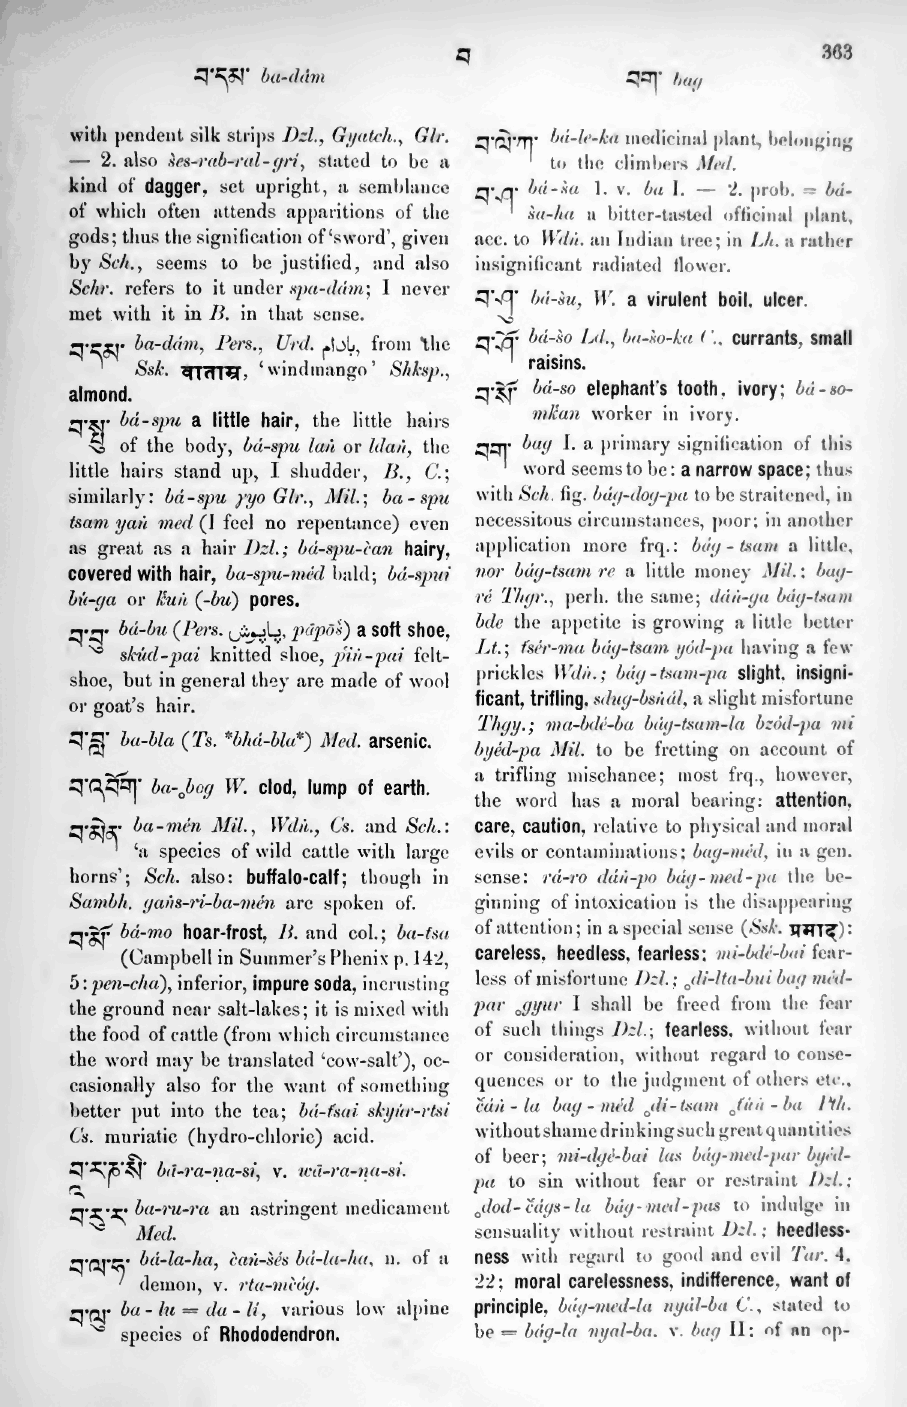 བ
363
བ་དམ་ ba-dám
བག་ bag
with pendent silk strips Dzl., Gyatch., Glr.
— 2. also šes-rab-ral-gri, stated to be a
kind of dagger, set upright, a semblance
of which often attends apparitions of the
gods; thus the signification of ‘sword’, given
by Sch., seems to be justified, and also
Schr. refers to it under spa-dám; I never
met with it in B. in that sense.
བ་དམ་ ba-dám, Pers., Urd. بادام, from the
Ssk. वाताम्र, ‘windmango’ Shksp.,
almond.
བ་སྤུ་ bá-spu a little hair, the little hairs
of the body, bá-spu laṅ or ldaṅ, the
little hairs stand up, I shudder, B., C.;
similarly: bá-spu yyo Glr., Mil.; ba-spu
tsam yaṅ med (I feel no repentance) even
as great as a hair Dzl.; bá-spu-čan hairy,
covered with hair, ba-spu-méd bald; bá-spui
bú-ga or k̔uṅ (-bu) pores.
བ་བུ་ bá-bu (Pers. پاپوش, pāpōš) a soft shoe,
skúd-pai knitted shoe, p̔iṅ-pai felt-
shoe, but in general they are made of wool
or goat’s hair.
བ་བླ་ ba-bla (Ts. *bhá-bla*) Med. arsenic.
བ་འབོག་ ba-₀bog W. clod, lump of earth.
བ་མེན་ ba-mén Mil., Wdṅ., Cs. and Sch.:
‘a species of wild cattle with large
horns’; Sch. also: buffalo-calf; though in
Sambh. gaṅs-ri-ba-mén are spoken of.
བ་མོ་ bá-mo hoar-frost, B. and col.; ba-tsa
(Campbell in Summer’s Phenix p. 142,
5: pen-cha), inferior, impure soda, incrusting
the ground near salt-lakes; it is mixed with
the food of cattle (from which circumstance
the word may be translated ‘cow-salt’), oc-
casionally also for the want of something
better put into the tea; bá-t̔sai skyúr-rtsi
Cs. muriatic (hydro-chloric) acid.
བཱ་ར་ཎ་སི་ bā-ra-ṇa-si, v. wā-ra-ṇa-si.
བ་རུ་ར་ ba-ru-ra an astringent medicament
Med.
བ་ལ་ཧ་ bá-la-ha, čaṅ-šés bá-la-ha, n. of a
demon, v. rta-mčóg.
བ་ལུ་ ba-lu = da-li, various low alpine
species of Rhododendron.
བ་ལེ་ཀ་ bá-le-ka medicinal plant, belonging
to the climbers Med.
བ་ཤ་ bá-ša 1. v. ba I. — 2. prob. = bá-
ša-ka a bitter-tasted officinal plant,
acc. to Wdṅ. an Indian tree; in Lh. a rather
insignificant radiated flower.
བ་ཤུ་ bá-šu, W. a virulent boil, ulcer.
བ་ཤོ་ bá-šo Ld., ba-šo-ka C., currants, small
raisins.
བ་སོ་ bá-so elephant’s tooth, ivory; bá-so-
mk̔an worker in ivory.
བག་ bag I. a primary signification of this
word seems to be: a narrow space; thus
with Sch. fig. bág-dog-pa to be straitened, in
necessitous circumstances, poor; in another
application more frq.: bág-tsam a little,
nor bág-tsam re a little money Mil.; bag-
ré Thgr., perh. the same; dáṅ-ga bág-tsam
bde the appetite is growing a little better
Lt.; t̔sér-ma bág-tsam yód-pa having a few
prickles Wdṅ.; bág-tsam-pa slight, insigni-
ficant, trifling, sdug-bsṅál, a slight misfortune
Thgy.; ma-bdé-ba bág-tsam-la bzód-pa mi
byéd-pa Mil. to be fretting on account of
a trifling mischance; most frq., however,
the word has a moral bearing: attention,
care, caution, relative to physical and moral
evils or contaminations; bag-méd, in a gen.
sense: rá-ro dáṅ-po bág-med-pa the be-
ginning of intoxication is the disappearing
of attention; in a special sense (Ssk. प्रमाद):
careless, heedless, fearless; mi-bdé-bai fear-
less of misfortune Dzl.; ₀di-lta-bui bag méd-
par ₀gyur I shall be freed from the fear
of such things Dzl.; fearless, without fear
or consideration, without regard to conse-
quences or to the judgment of others etc.,
čáṅ-la bag-méd ₀di-tsam ₀t̔úṅ-ba Pth.
without shame drinking such great quantities
of beer; mi-dgé-bai las bág-med-par byéd-
pa to sin without fear or restraint Dzl.;
₀dod-čágs-la bág-med-pas to indulge in
sensuality without restraint Dzl.; heedless-
ness with regard to good and evil Tar. 4,
22; moral carelessness, indifference, want of
principle, bág-med-la nyál-ba C., stated to
be = bág-la nyal-ba. v. bag II; of an op-